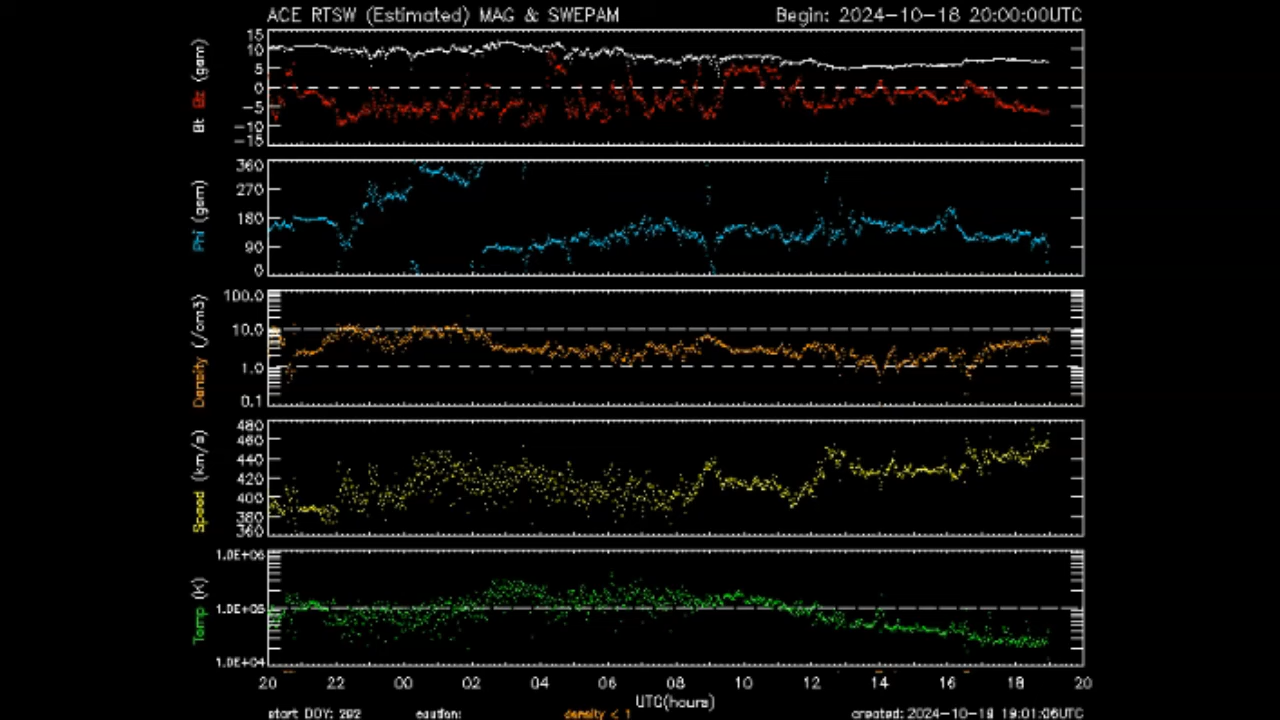 ACE RTSW (Estimated) MAG & SWEPAM Begin: 2024-10-18 20:00:00UTC
Bt Bz (gsm)
15
10
5
0
-5
-10
-15
Phi (gsm)
360
270
180
90
0
Density (/cm3)
100.0
10.0
1.0
0.1
Speed (km/s)
480
460
440
420
400
380
360
Temp (K)
1.0E+06
1.0E+05
1.0E+04
20 22 00 02 04 06 08 10 12 14 16 18 20
UTC(hours)
start DOY: 292 caution: density < 1 created: 2024-10-19 19:01:06UTC